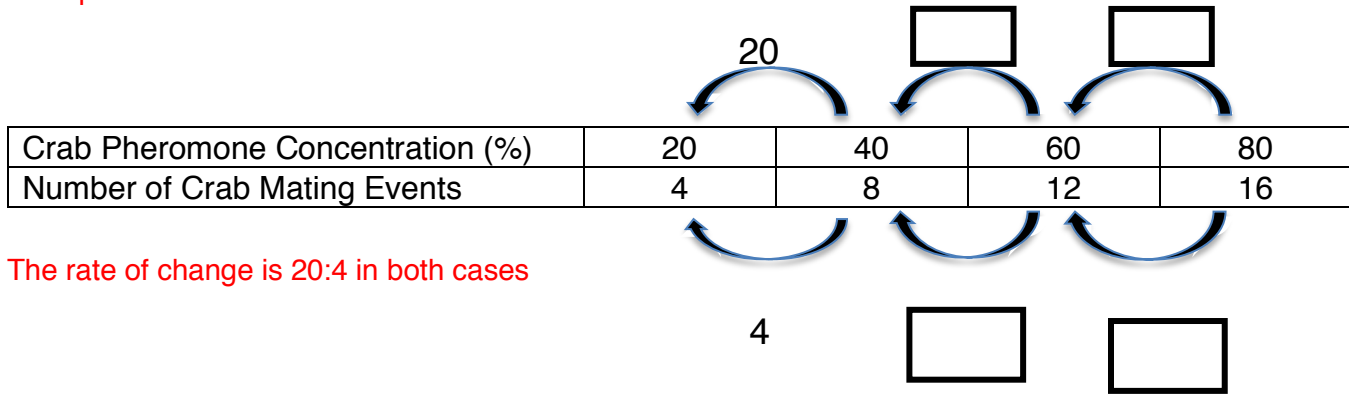 20
Crab Pheromone Concentration (%) 20 40 60 80
Number of Crab Mating Events 4 8 12 16
The rate of change is 20:4 in both cases
4